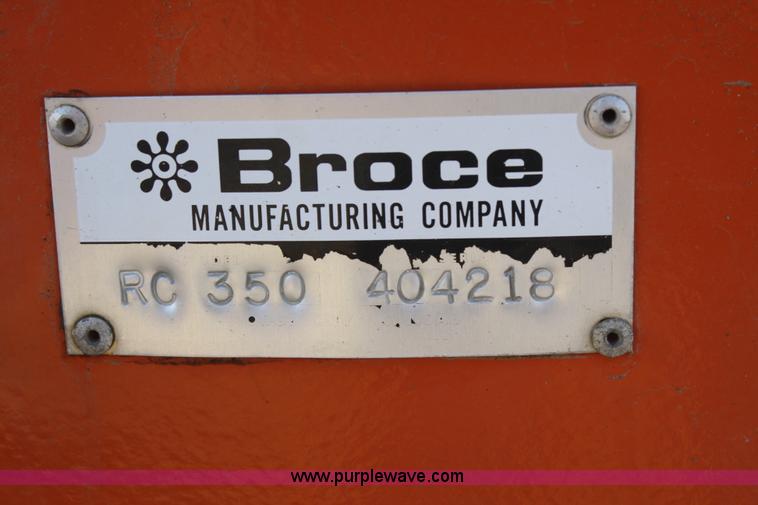 Broce
MANUFACTURING COMPANY
RC 350 404218
www.purplewave.com